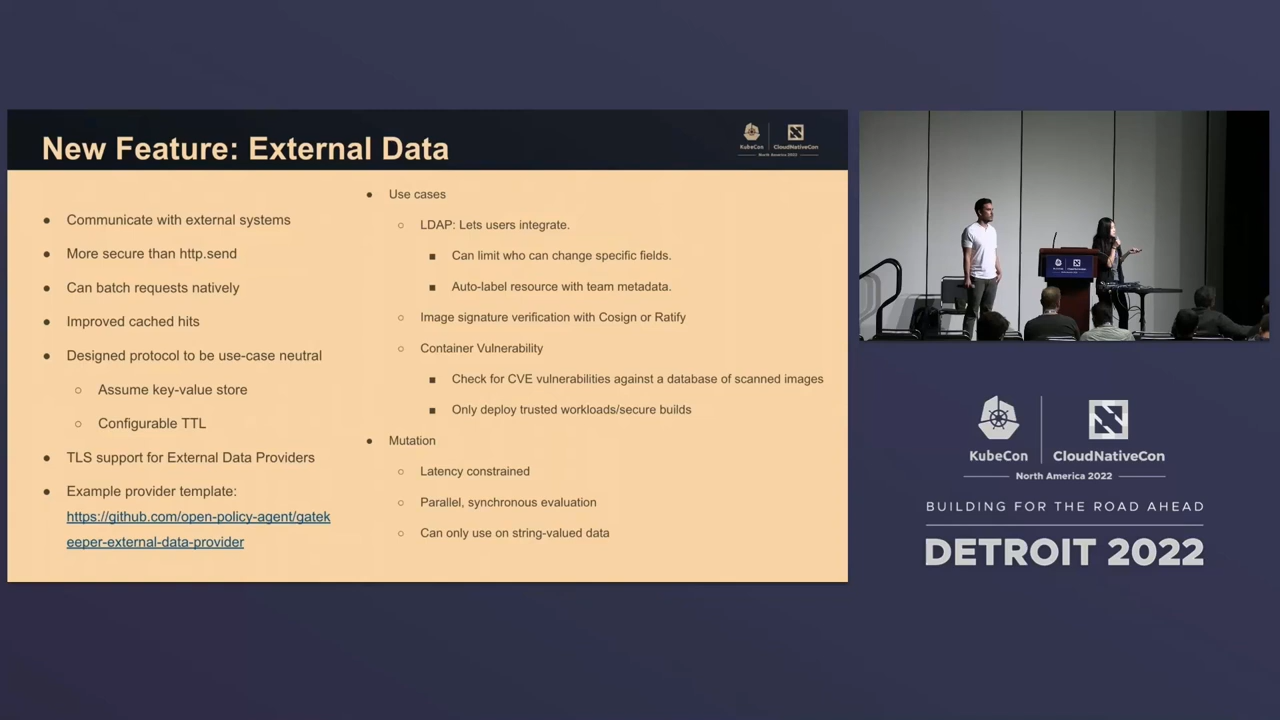 New Feature: External Data
KubeCon
CloudNativeCon
North America 2022
● Communicate with external systems
● More secure than http.send
● Can batch requests natively
● Improved cached hits
● Designed protocol to be use-case neutral
○ Assume key-value store
○ Configurable TTL
● TLS support for External Data Providers
● Example provider template:
https://github.com/open-policy-agent/gatek
eeper-external-data-provider
● Use cases
○ LDAP: Lets users integrate.
■ Can limit who can change specific fields.
■ Auto-label resource with team metadata.
○ Image signature verification with Cosign or Ratify
○ Container Vulnerability
■ Check for CVE vulnerabilities against a database of scanned images
■ Only deploy trusted workloads/secure builds
● Mutation
○ Latency constrained
○ Parallel, synchronous evaluation
○ Can only use on string-valued data
KubeCon
CloudNativeCon
North America 2022
BUILDING FOR THE ROAD AHEAD
DETROIT 2022